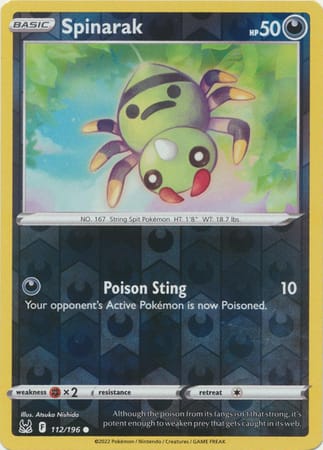 BASIC
Spinarak
HP 50
NO. 167 String Spit Pokémon HT: 1'8" WT: 18.7 lbs.
Poison Sting 10
Your opponent's Active Pokémon is now Poisoned.
weakness ×2 resistance retreat
Illus. Atsuko Nishida
F 112/196
Although the poison from its fangs isn't that strong, it's
potent enough to weaken prey that gets caught in its web.
©2022 Pokémon / Nintendo / Creatures / GAME FREAK